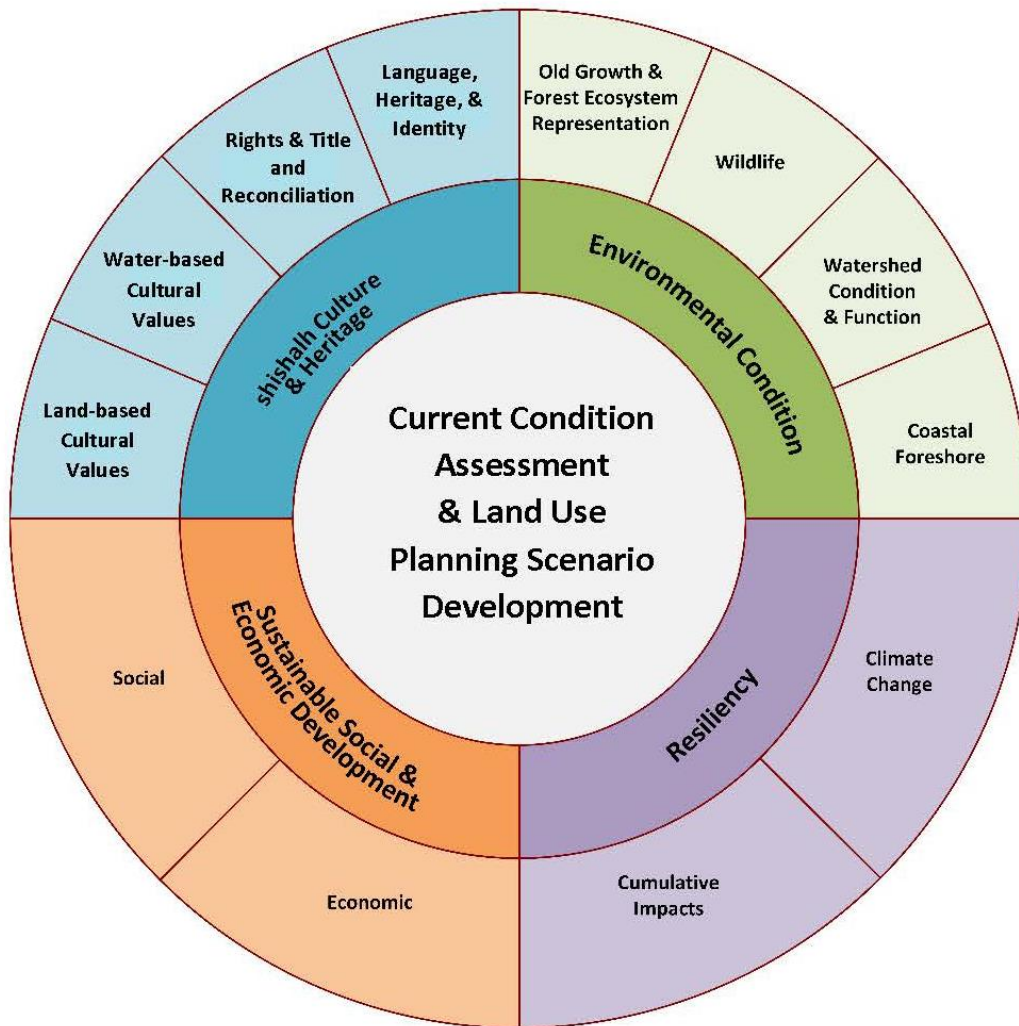 Language,
Heritage, &
Identity
Old Growth &
Forest Ecosystem
Representation
Rights & Title
and
Reconciliation
Wildlife
Water-based
Cultural
Values
Watershed
Condition
& Function
Land-based
Cultural
Values
Coastal
Foreshore
shishalh Culture
& Heritage
Environmental Condition
Current Condition
Assessment
& Land Use
Planning Scenario
Development
Sustainable Social &
Economic Development
Resiliency
Social
Economic
Climate
Change
Cumulative
Impacts